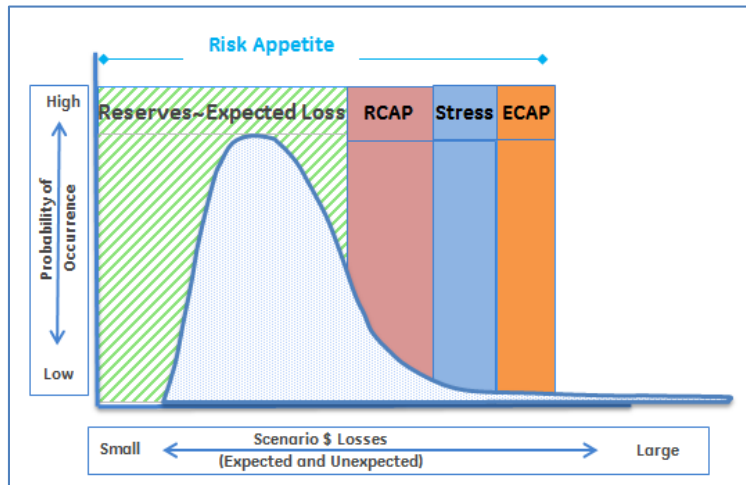 Risk Appetite
High
Reserves~Expected Loss
RCAP
Stress
ECAP
Probability of
Occurrence
Low
Small
Scenario $ Losses
(Expected and Unexpected)
Large